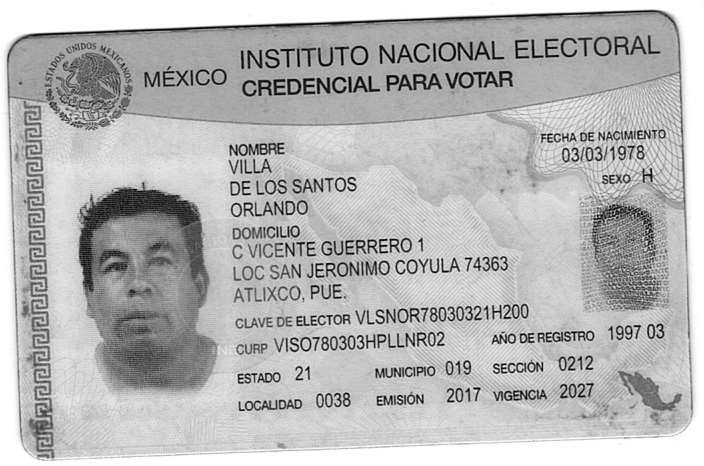 ESTADOS UNIDOS MEXICANOS
MÉXICO
INSTITUTO NACIONAL ELECTORAL
CREDENCIAL PARA VOTAR
NOMBRE
VILLA
DE LOS SANTOS
ORLANDO
FECHA DE NACIMIENTO
03/03/1978
SEXO H
DOMICILIO
C VICENTE GUERRERO 1
LOC SAN JERONIMO COYULA 74363
ATLIXCO, PUE.
CLAVE DE ELECTOR VLSNOR78030321H200
CURP VISO780303HPLLNR02 AÑO DE REGISTRO 1997 03
ESTADO 21 MUNICIPIO 019 SECCIÓN 0212
LOCALIDAD 0038 EMISIÓN 2017 VIGENCIA 2027